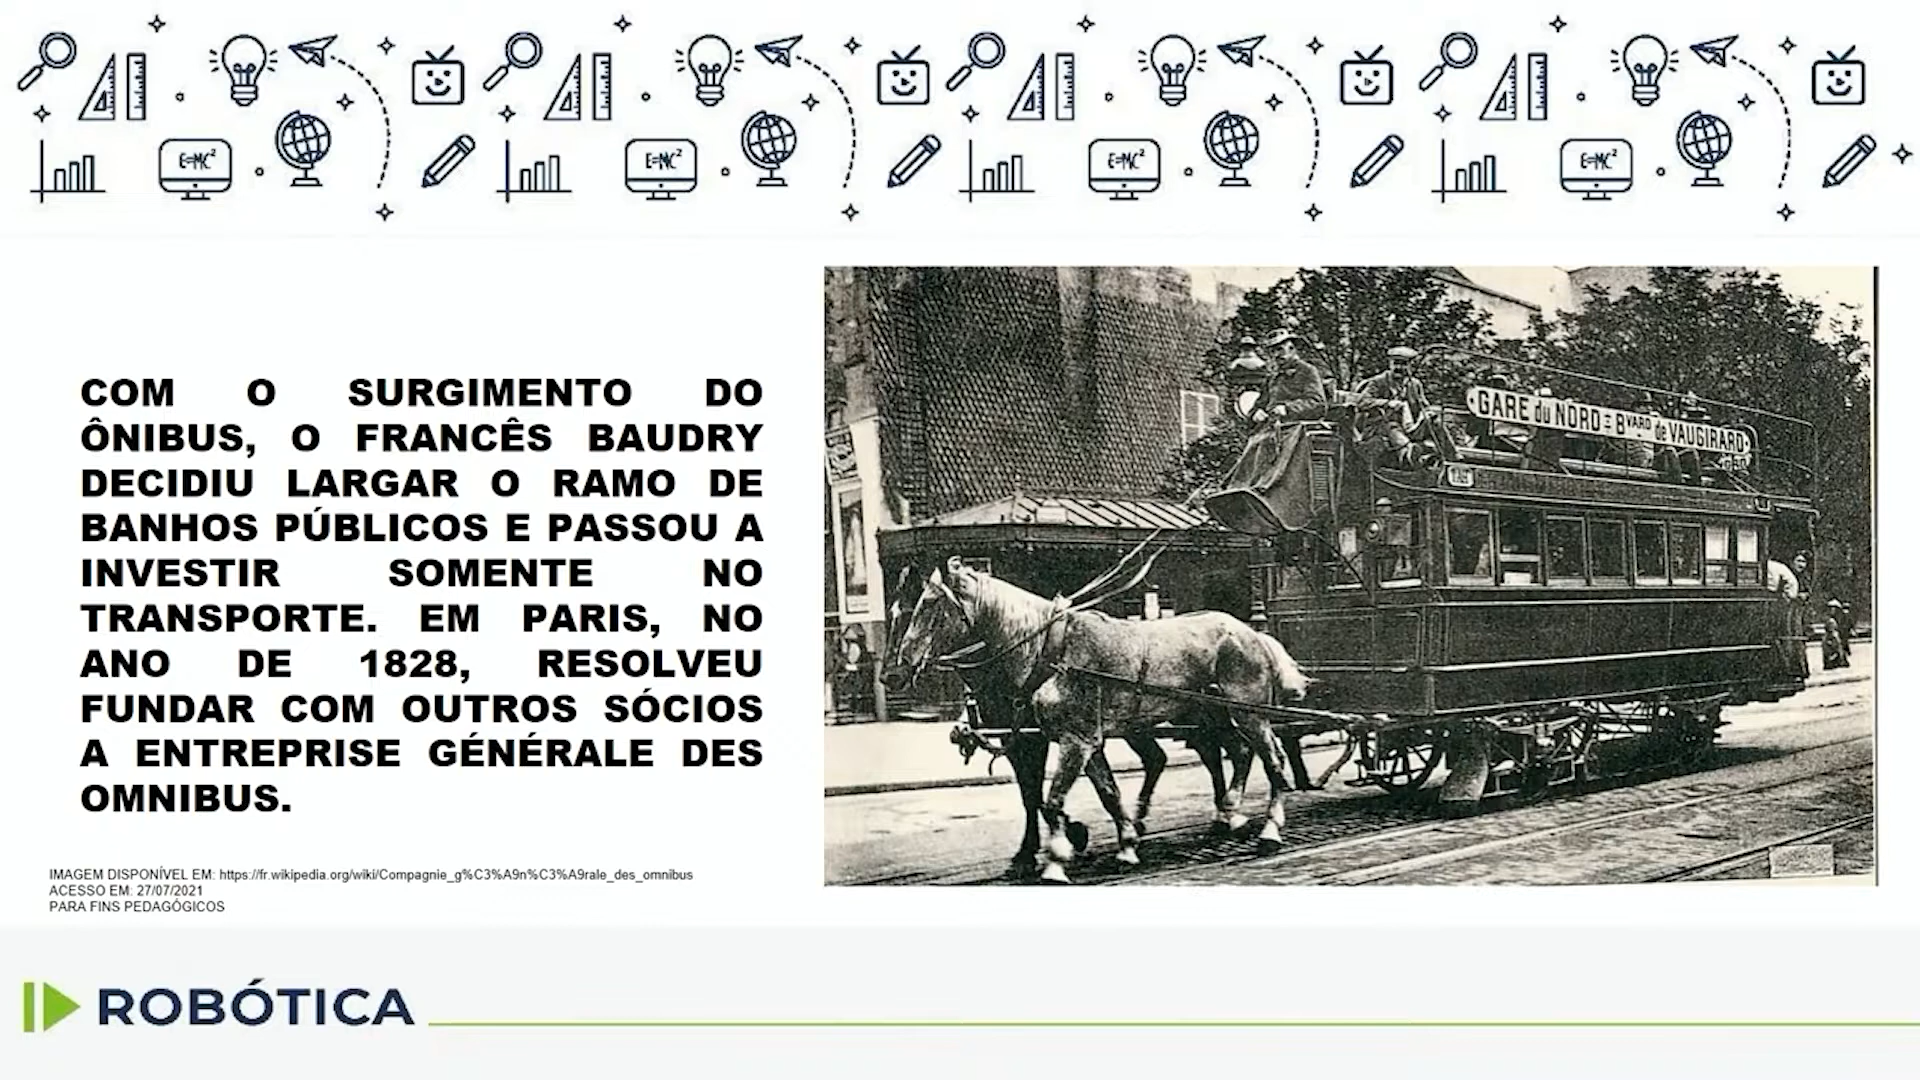 E=MC²
E=MC²
E=MC²
E=MC²
COM O SURGIMENTO DO
ÔNIBUS, O FRANCÊS BAUDRY
DECIDIU LARGAR O RAMO DE
BANHOS PÚBLICOS E PASSOU A
INVESTIR SOMENTE NO
TRANSPORTE. EM PARIS, NO
ANO DE 1828, RESOLVEU
FUNDAR COM OUTROS SÓCIOS
A ENTREPRISE GÉNÉRALE DES
OMNIBUS.
GARE du NORD = BVARD de VAUGIRARD
IMAGEM DISPONÍVEL EM: https://fr.wikipedia.org/wiki/Compagnie_g%C3%A9n%C3%A9rale_des_omnibus
ACESSO EM: 27/07/2021
PARA FINS PEDAGÓGICOS
ROBÓTICA